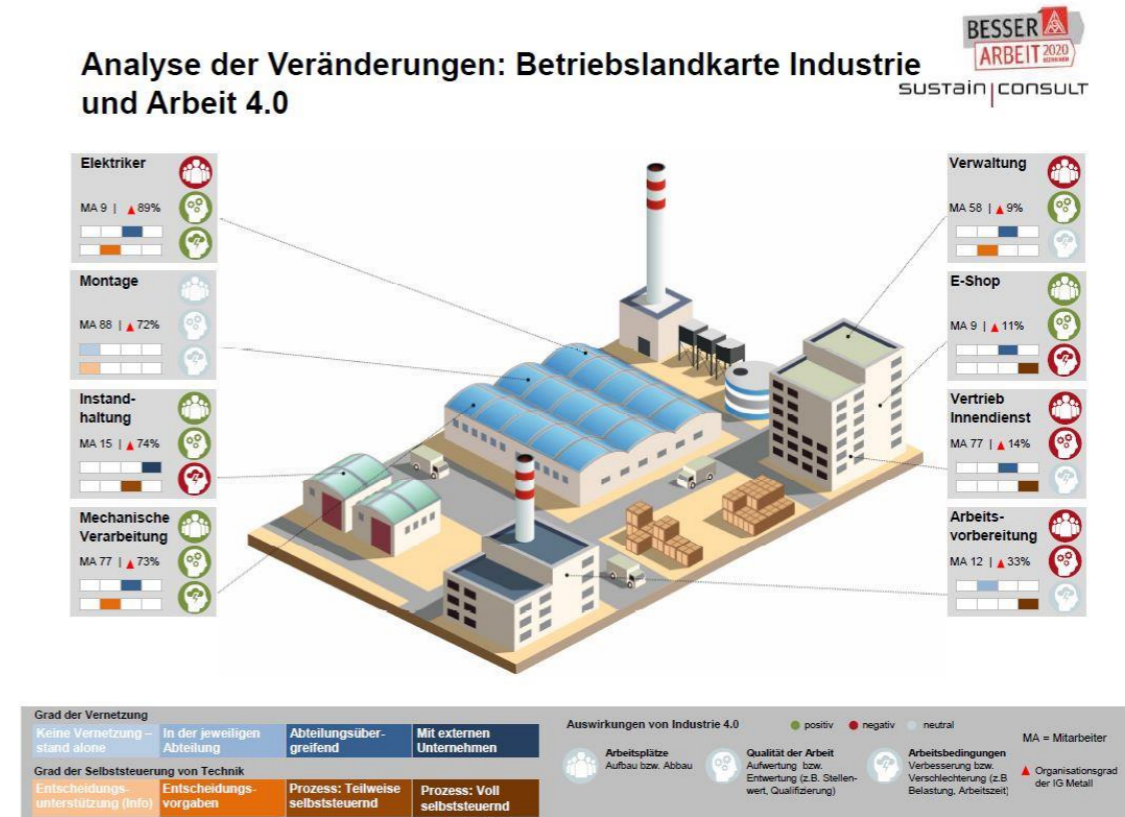 BESSER
ARBEIT 2020
sustain|consult
Analyse der Veränderungen: Betriebslandkarte Industrie
und Arbeit 4.0
Elektriker
MA 9 | ▲ 89%
Montage
MA 88 | ▲ 72%
Instand-
haltung
MA 15 | ▲ 74%
Mechanische
Verarbeitung
MA 77 | ▲ 73%
Verwaltung
MA 58 | ▲ 9%
E-Shop
MA 9 | ▲ 11%
Vertrieb
Innendienst
MA 77 | ▲ 14%
Arbeits-
vorbereitung
MA 12 | ▲ 33%
Grad der Vernetzung
Keine Vernetzung –
stand alone
In der jeweiligen
Abteilung
Abteilungsüber-
greifend
Mit externen
Unternehmen
Grad der Selbststeuerung von Technik
Entscheidungs-
unterstützung (Info)
Entscheidungs-
vorgaben
Prozess: Teilweise
selbststeuernd
Prozess: Voll
selbststeuernd
Auswirkungen von Industrie 4.0
positiv
negativ
neutral
Arbeitsplätze
Aufbau bzw. Abbau
Qualität der Arbeit
Aufwertung bzw.
Entwertung (z.B. Stellen-
wert, Qualifizierung)
Arbeitsbedingungen
Verbesserung bzw.
Verschlechterung (z.B
Belastung, Arbeitszeit)
MA = Mitarbeiter
▲ Organisationsgrad
der IG Metall